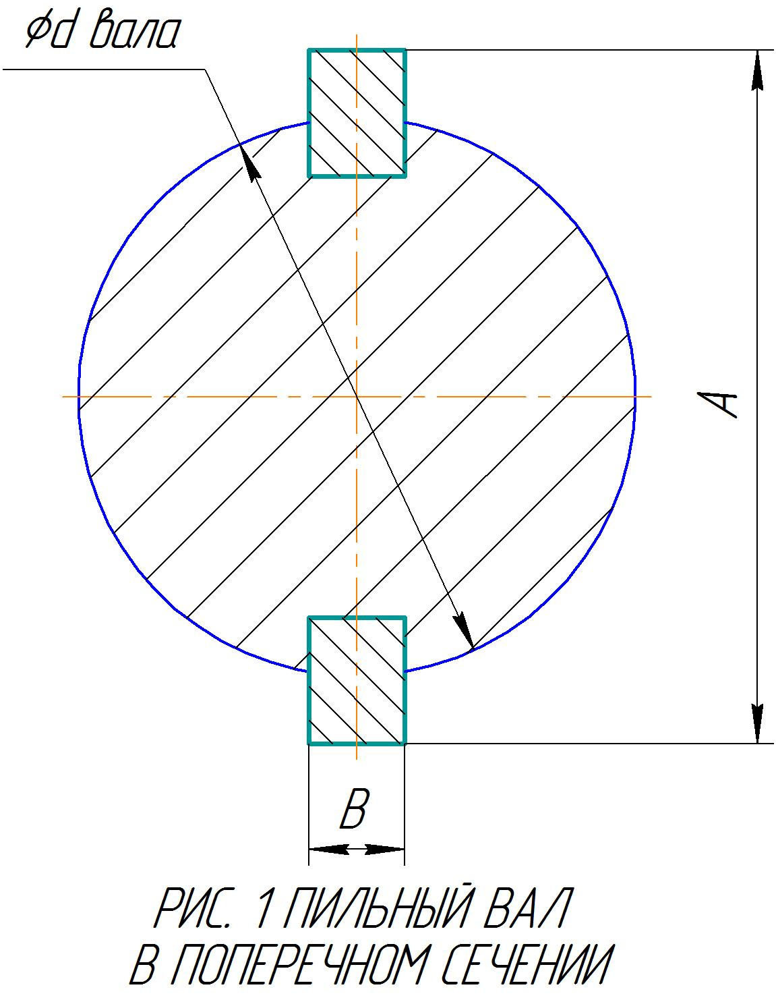 ⌀d вала
А
В
РИС. 1 ПИЛЬНЫЙ ВАЛ
В ПОПЕРЕЧНОМ СЕЧЕНИИ